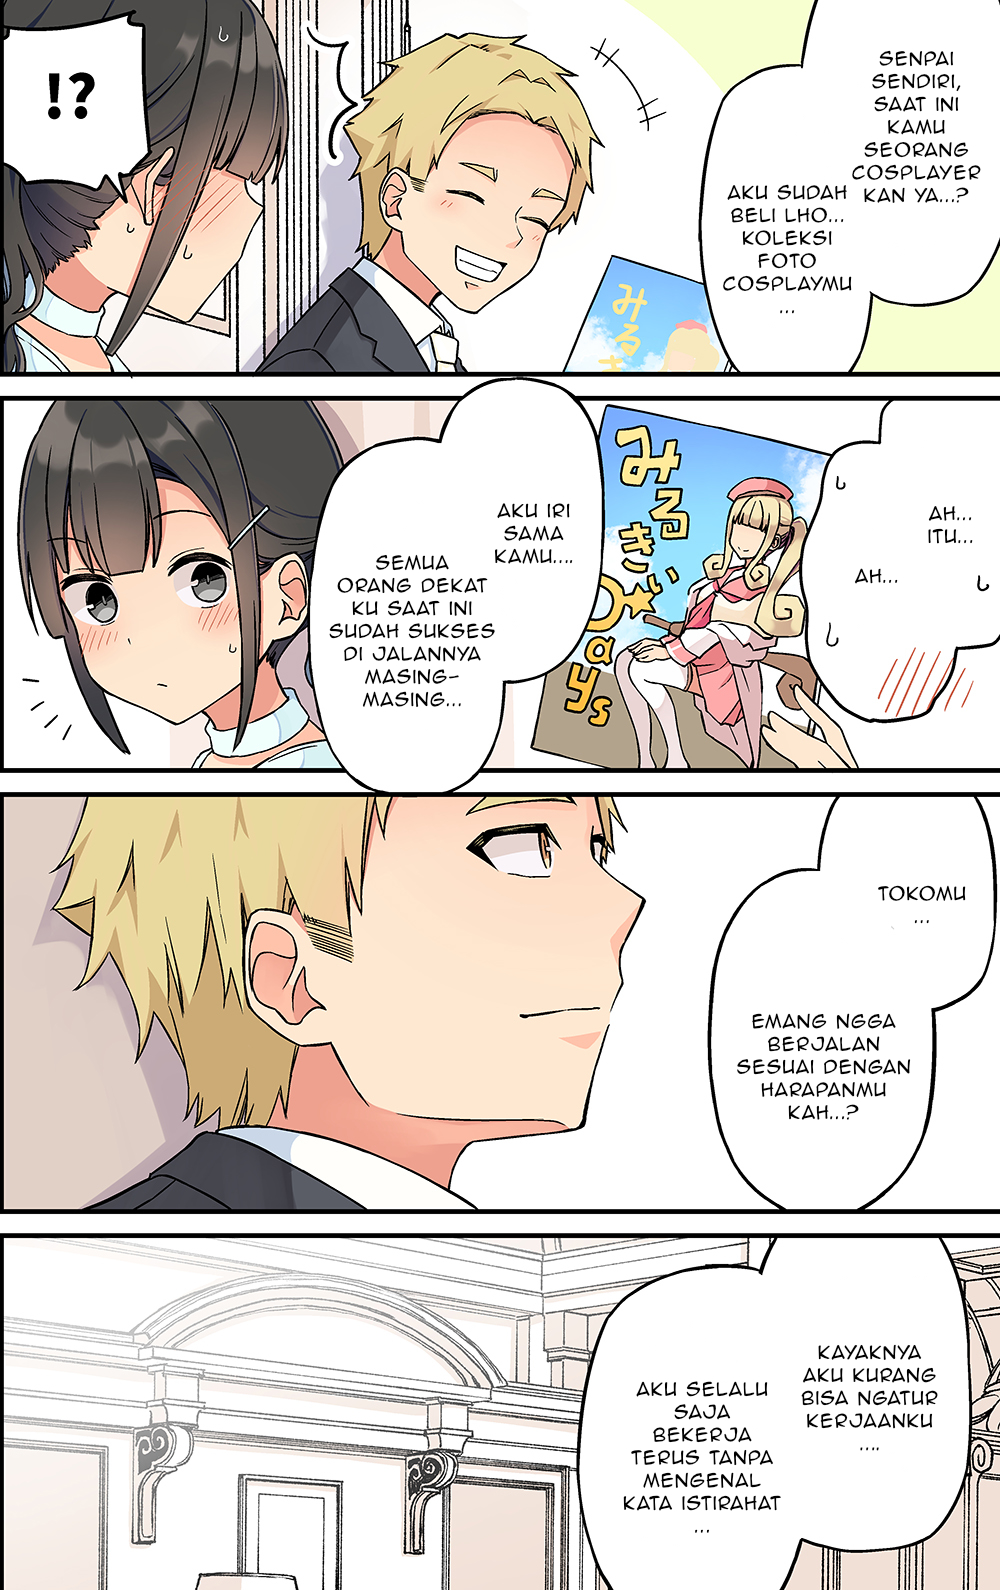 SENPAI
SENDIRI,
SAAT INI
KAMU
SEORANG
COSPLAYER
KAN YA...?
AKU SUDAH
BELI LHO...
KOLEKSI
FOTO
COSPLAYMU
...
!?
みるき
AH...
ITU...
AH...
みるきぃ★Days
AKU IRI
SAMA
KAMU....
SEMUA
ORANG DEKAT
KU SAAT INI
SUDAH SUKSES
DI JALANNYA
MASING-
MASING...
TOKOMU
...
EMANG NGGA
BERJALAN
SESUAI DENGAN
HARAPANMU
KAH...?
KAYAKNYA
AKU KURANG
BISA NGATUR
KERJAANKU
....
AKU SELALU
SAJA
BEKERJA
TERUS TANPA
MENGENAL
KATA ISTIRAHAT
...